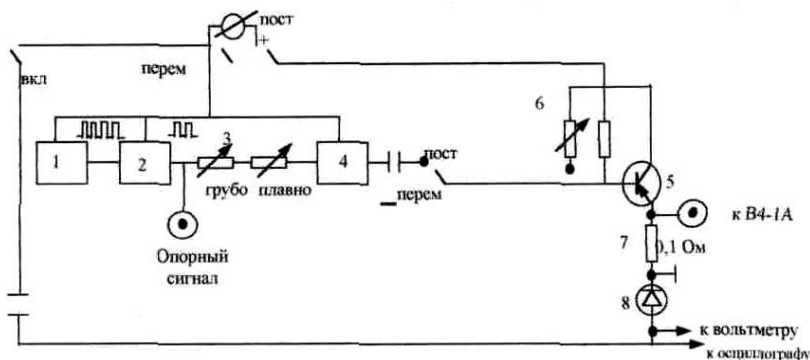 пост
+
вкл
перем
6
3
1
2
4
пост
5
грубо
плавно
перем
к В4-1А
Опорный
сигнал
7
0,1 Ом
8
к вольтметру
к осциллографу